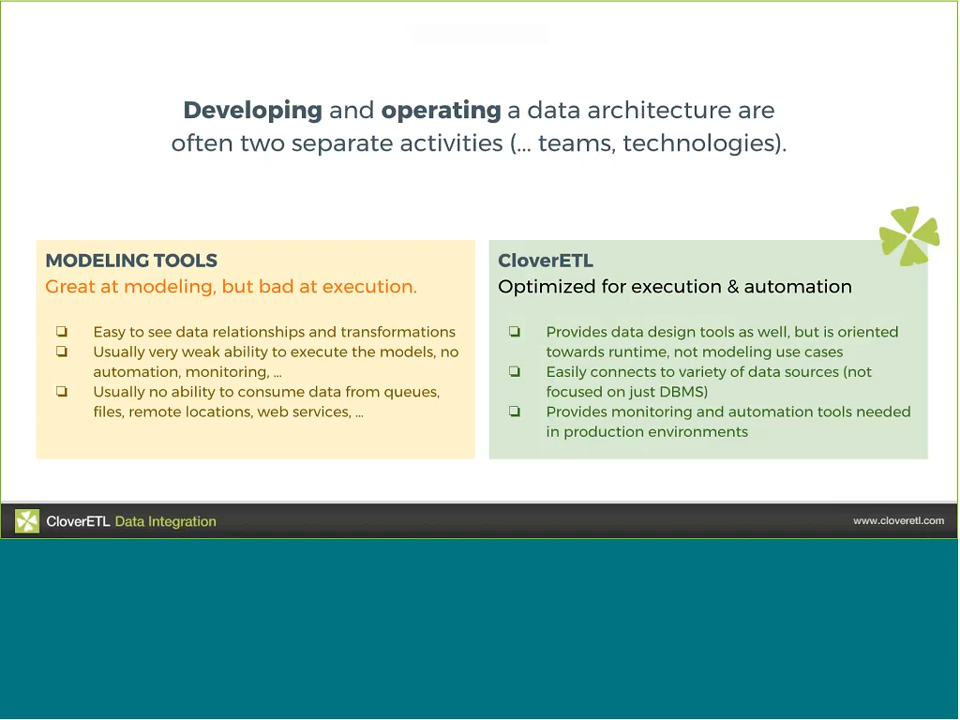 Developing and operating a data architecture are
often two separate activities (... teams, technologies).
MODELING TOOLS
Great at modeling, but bad at execution.
❏ Easy to see data relationships and transformations
❏ Usually very weak ability to execute the models, no
automation, monitoring, ...
❏ Usually no ability to consume data from queues,
files, remote locations, web services, ...
CloverETL
Optimized for execution & automation
❏ Provides data design tools as well, but is oriented
towards runtime, not modeling use cases
❏ Easily connects to variety of data sources (not
focused on just DBMS)
❏ Provides monitoring and automation tools needed
in production environments
CloverETL Data Integration
www.cloveretl.com